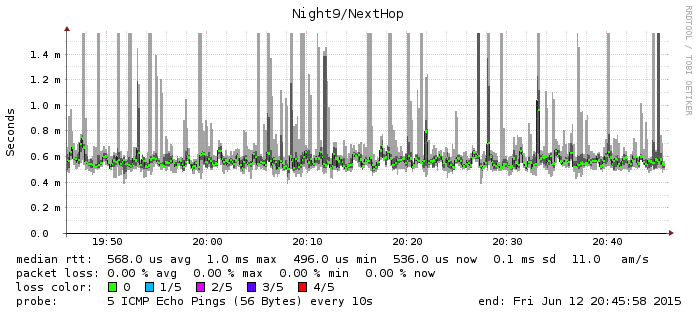 Night9/NextHop
RRDTOOL / TOBI OETIKER
Seconds
1.4 m
1.2 m
1.0 m
0.8 m
0.6 m
0.4 m
0.2 m
0.0
19:50 20:00 20:10 20:20 20:30 20:40
median rtt: 568.0 us avg 1.0 ms max 496.0 us min 536.0 us now 0.1 ms sd 11.0 am/s
packet loss: 0.00 % avg 0.00 % max 0.00 % min 0.00 % now
loss color: 0 1/5 2/5 3/5 4/5
probe: 5 ICMP Echo Pings (56 Bytes) every 10s end: Fri Jun 12 20:45:58 2015